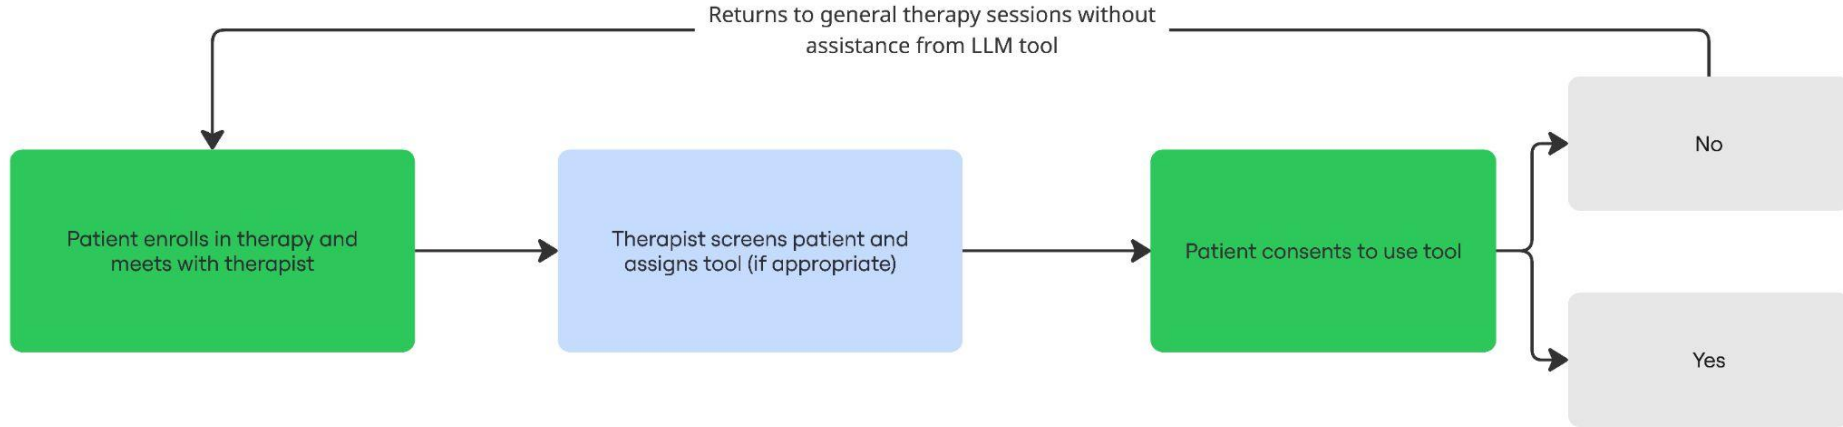 Returns to general therapy sessions without
assistance from LLM tool
Patient enrolls in therapy and
meets with therapist
Therapist screens patient and
assigns tool (if appropriate)
Patient consents to use tool
No
Yes